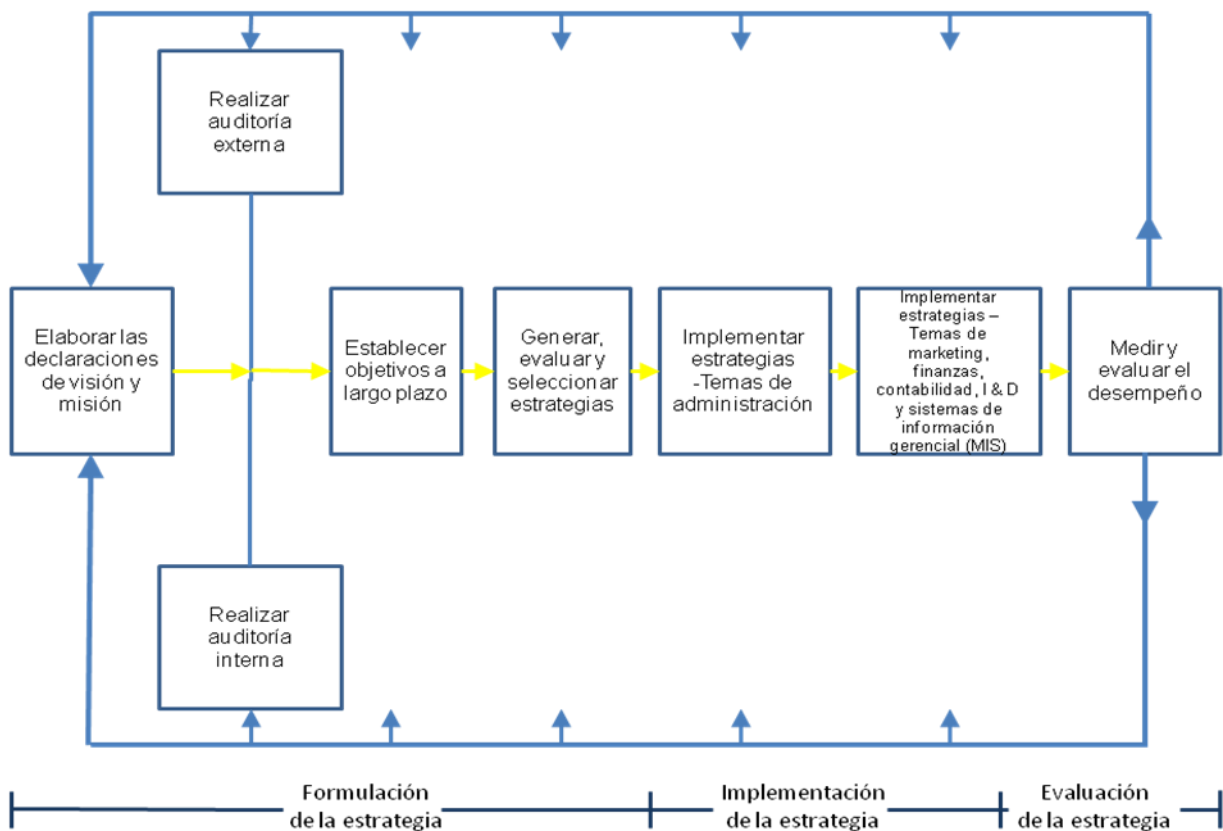 Realizar
auditoría
externa
Elaborar las
declaraciones
de visión y
misión
Establecer
objetivos a
largo plazo
Generar,
evaluar y
seleccionar
estrategias
Implementar
estrategias
-Temas de
administración
Implementar
estrategias –
Temas de
marketing,
finanzas,
contabilidad, I & D
y sistemas de
información
gerencial (MIS)
Medir y
evaluar el
desempeño
Realizar
auditoría
interna
Formulación
de la estrategia
Implementación
de la estrategia
Evaluación
de la estrategia